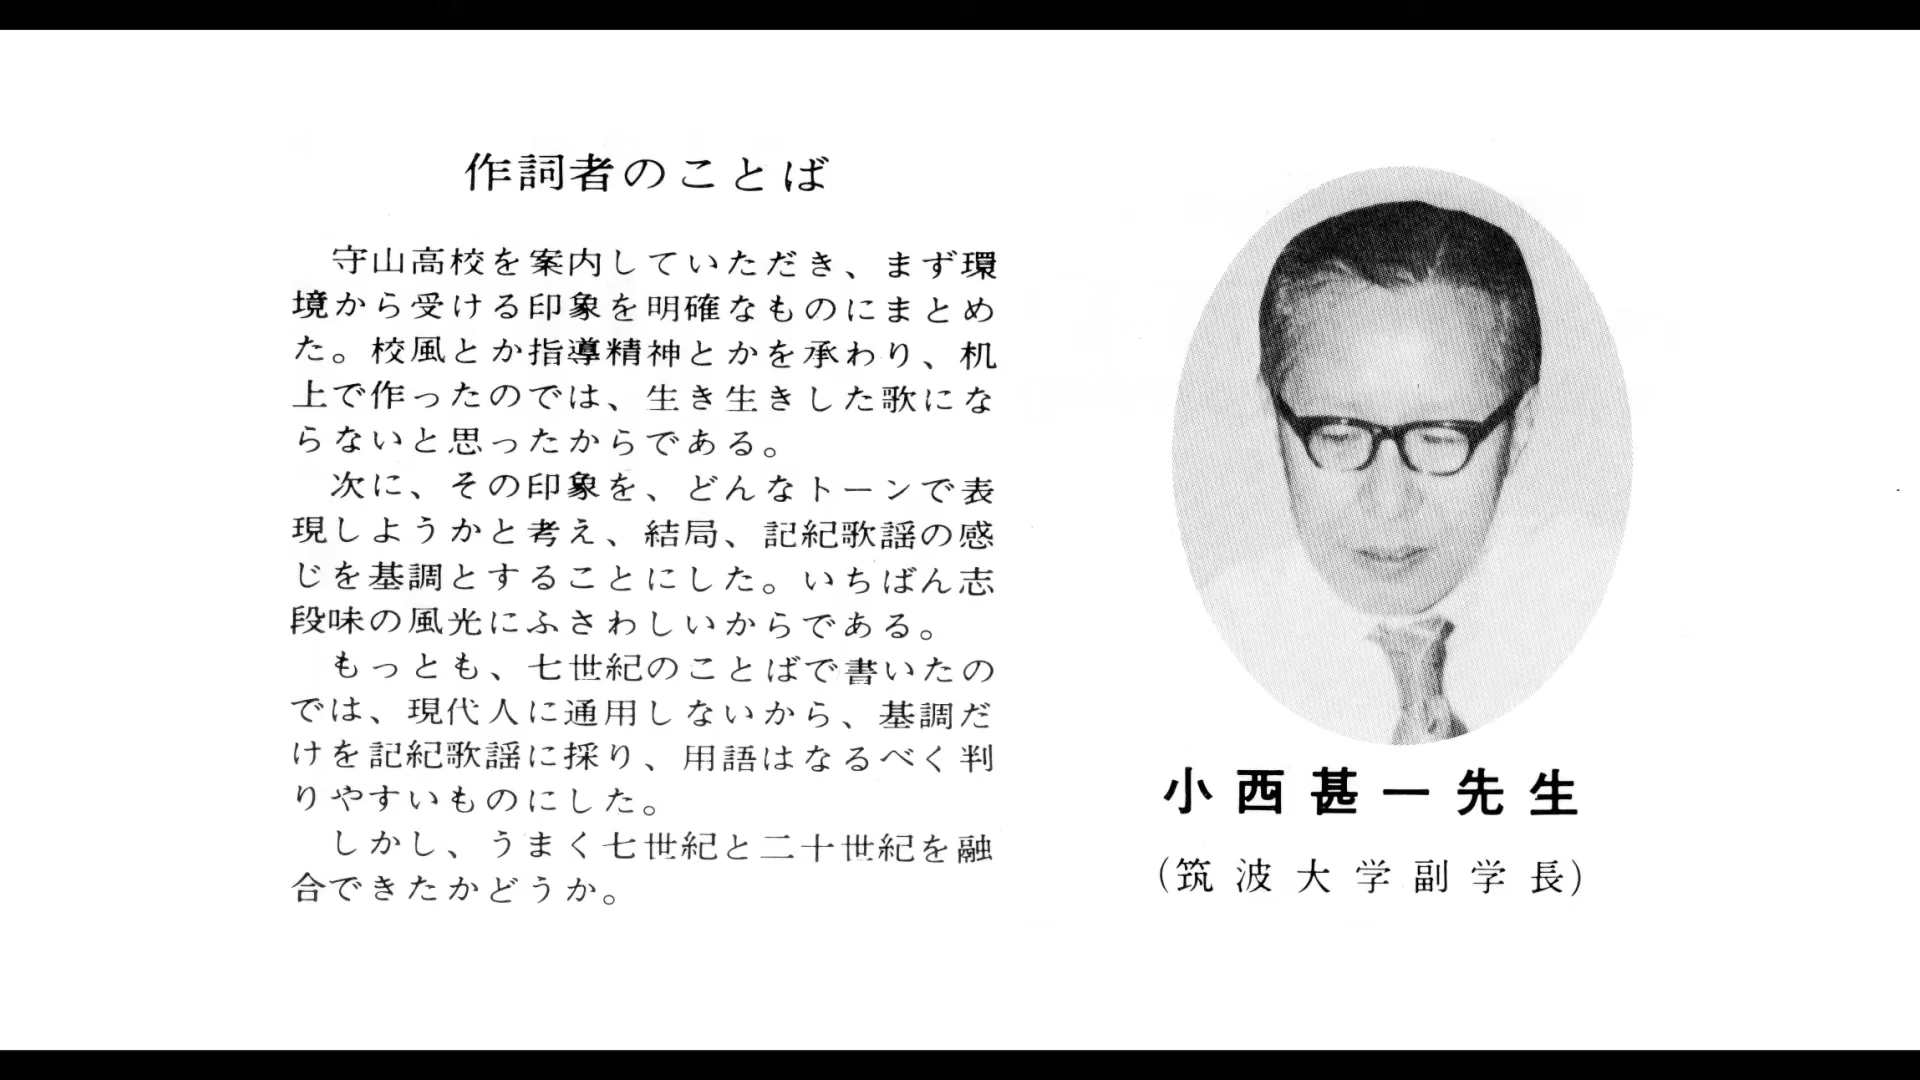 作詞者のことば
守山高校を案内していただき、まず環
境から受ける印象を明確なものにまとめ
た。校風とか指導精神とかを承わり、机
上で作ったのでは、生き生きした歌にな
らないと思ったからである。
次に、その印象を、どんなトーンで表
現しようかと考え、結局、記紀歌謡の感
じを基調とすることにした。いちばん志
段味の風光にふさわしいからである。
もっとも、七世紀のことばで書いたの
では、現代人に通用しないから、基調だ
けを記紀歌謡に採り、用語はなるべく判
りやすいものにした。
しかし、うまく七世紀と二十世紀を融
合できたかどうか。
小西甚一先生
(筑波大学副学長)